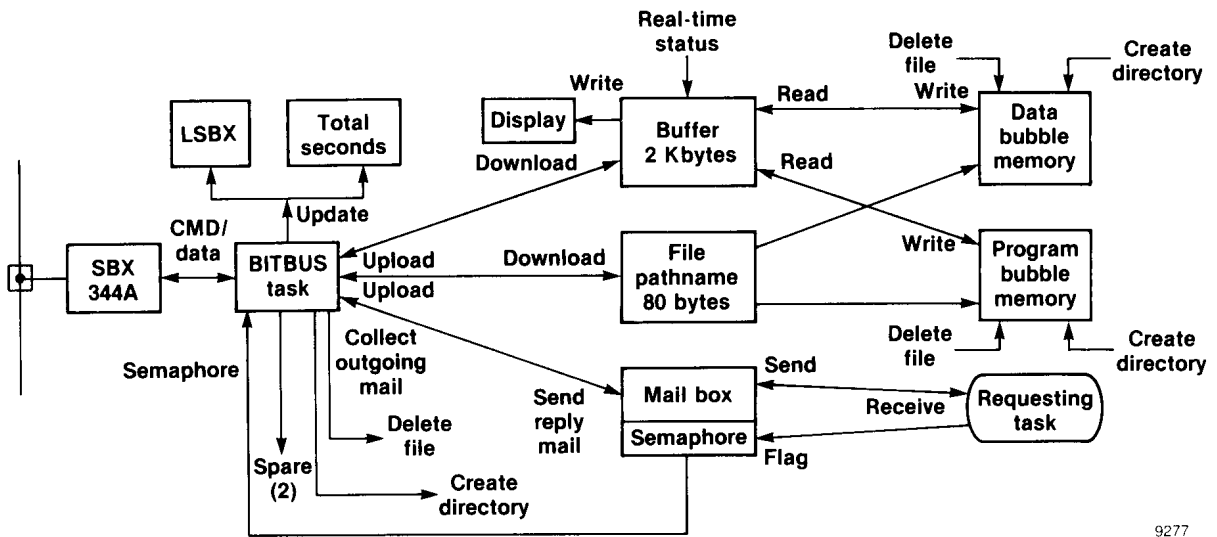 Real-time
status
Delete
file
Create
directory
Write
Read
Write
LSBX
Total
seconds
Display
Buffer
2 Kbytes
Data
bubble
memory
Download
Read
Update
CMD/
data
SBX
344A
BITBUS
task
Upload
Download
Upload
File
pathname
80 bytes
Write
Program
bubble
memory
Delete
file
Create
directory
Semaphore
Collect
outgoing
mail
Send
reply
mail
Mail box
Semaphore
Send
Receive
Flag
Requesting
task
Delete
file
Spare
(2)
Create
directory
9277